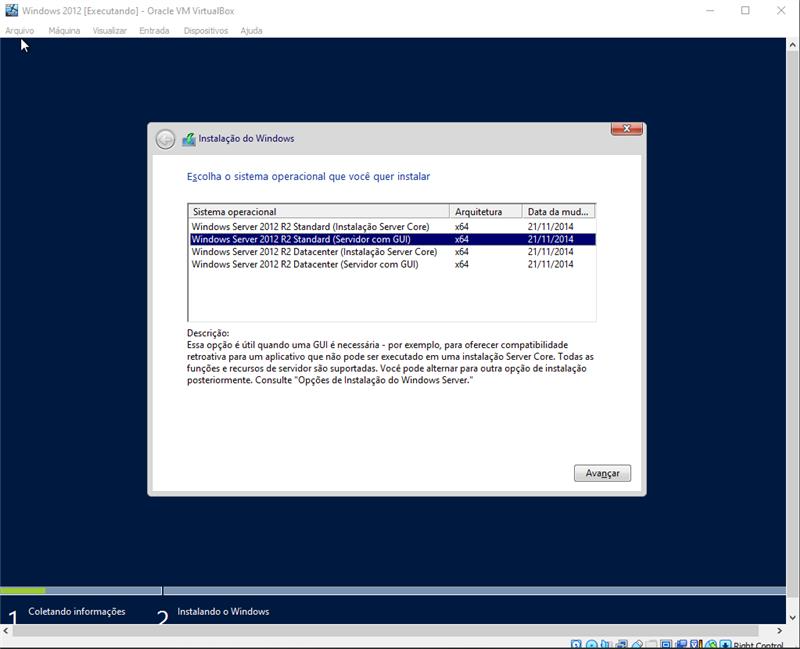 Windows 2012 [Executando] - Oracle VM VirtualBox
Arquivo Máquina Visualizar Entrada Dispositivos Ajuda
Instalação do Windows
Escolha o sistema operacional que você quer instalar
Sistema operacional Arquitetura Data da mud...
Windows Server 2012 R2 Standard (Instalação Server Core) x64 21/11/2014
Windows Server 2012 R2 Standard (Servidor com GUI) x64 21/11/2014
Windows Server 2012 R2 Datacenter (Instalação Server Core) x64 21/11/2014
Windows Server 2012 R2 Datacenter (Servidor com GUI) x64 21/11/2014
Descrição:
Essa opção é útil quando uma GUI é necessária - por exemplo, para oferecer compatibilidade
retroativa para um aplicativo que não pode ser executado em uma instalação Server Core. Todas as
funções e recursos de servidor são suportadas. Você pode alternar para outra opção de instalação
posteriormente. Consulte "Opções de Instalação do Windows Server."
Avançar
1 Coletando informações 2 Instalando o Windows
Right Control